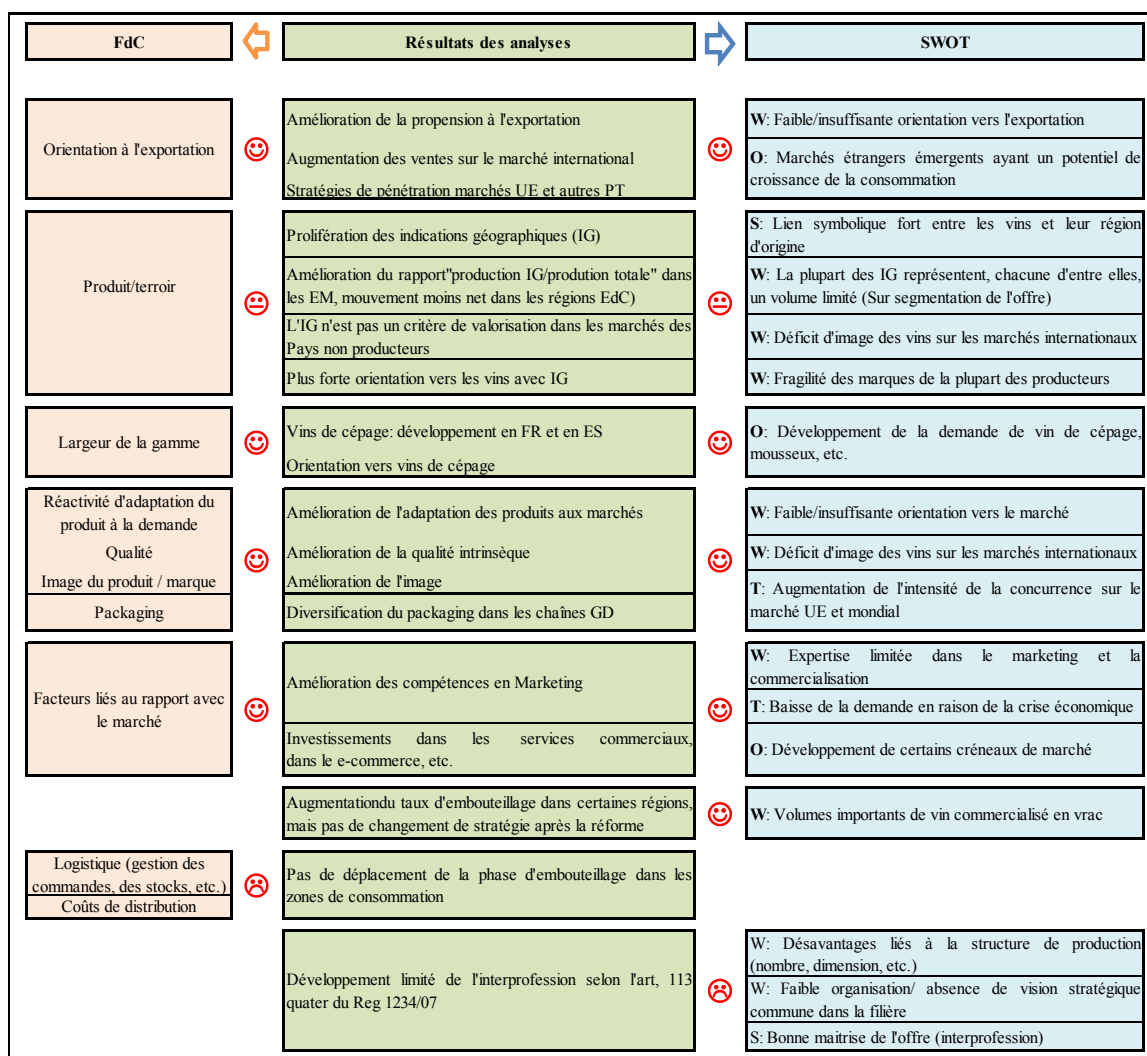 FdC
Résultats des analyses
SWOT
Orientation à l'exportation
Amélioration de la propension à l'exportation
Augmentation des ventes sur le marché international
Stratégies de pénétration marchés UE et autres PT
W: Faible/insuffisante orientation vers l'exportation
O: Marchés étrangers émergents ayant un potentiel de
croissance de la consommation
Produit/terroir
Prolifération des indications géographiques (IG)
Amélioration du rapport"production IG/prodution totale" dans
les EM, mouvement moins net dans les régions EdC)
L'IG n'est pas un critère de valorisation dans les marchés des
Pays non producteurs
Plus forte orientation vers les vins avec IG
S: Lien symbolique fort entre les vins et leur région
d'origine
W: La plupart des IG représentent, chacune d'entre elles,
un volume limité (Sur segmentation de l'offre)
W: Déficit d'image des vins sur les marchés internationaux
W: Fragilité des marques de la plupart des producteurs
Largeur de la gamme
Vins de cépage: développement en FR et en ES
Orientation vers vins de cépage
O: Développement de la demande de vin de cépage,
mousseux, etc.
Réactivité d'adaptation du
produit à la demande
Qualité
Image du produit / marque
Packaging
Amélioration de l'adaptation des produits aux marchés
Amélioration de la qualité intrinsèque
Amélioration de l'image
Diversification du packaging dans les chaînes GD
W: Faible/insuffisante orientation vers le marché
W: Déficit d'image des vins sur les marchés internationaux
T: Augmentation de l'intensité de la concurrence sur le
marché UE et mondial
Facteurs liés au rapport avec
le marché
Amélioration des compétences en Marketing
Investissements dans les services commerciaux,
dans le e-commerce, etc.
W: Expertise limitée dans le marketing et la
commercialisation
T: Baisse de la demande en raison de la crise économique
O: Développement de certains créneaux de marché
Augmentationdu taux d'embouteillage dans certaines régions,
mais pas de changement de stratégie après la réforme
W: Volumes importants de vin commercialisé en vrac
Logistique (gestion des
commandes, des stocks, etc.)
Coûts de distribution
Pas de déplacement de la phase d'embouteillage dans les
zones de consommation
Développement limité de l'interprofession selon l'art, 113
quater du Reg 1234/07
W: Désavantages liés à la structure de production
(nombre, dimension, etc.)
W: Faible organisation/ absence de vision stratégique
commune dans la filière
S: Bonne maitrise de l'offre (interprofession)